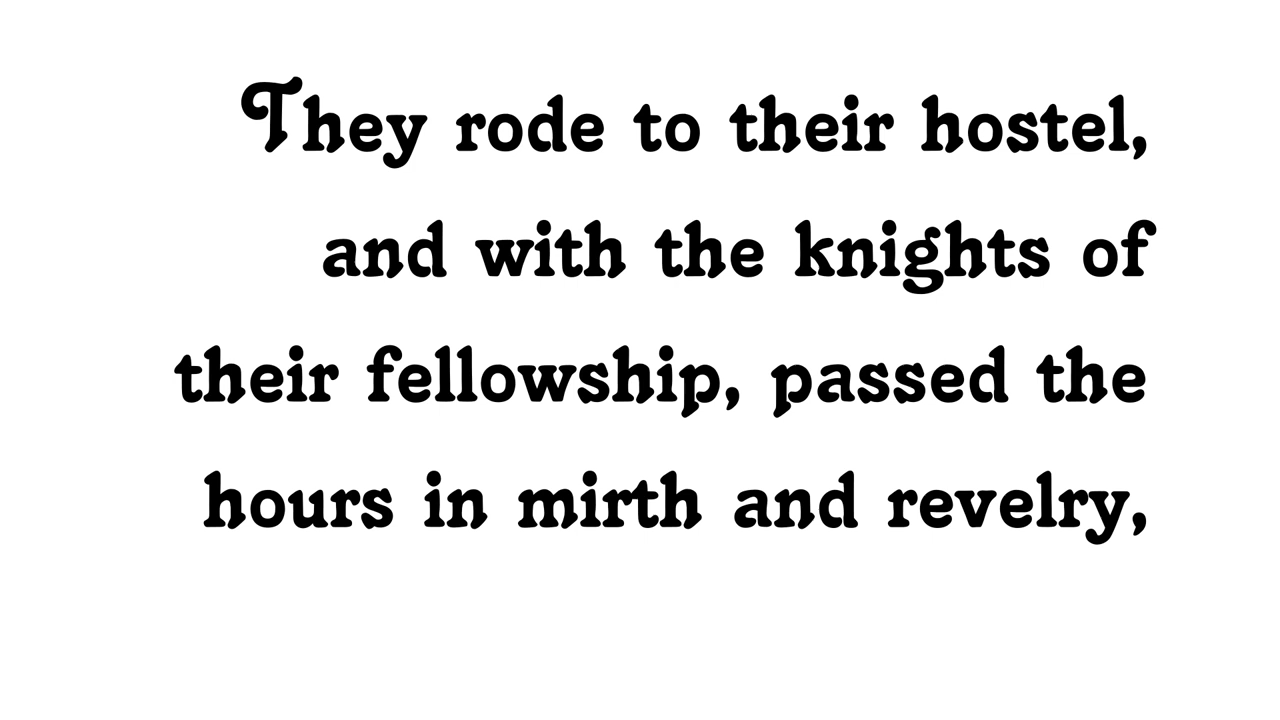 They rode to their hostel,
and with the knights of
their fellowship, passed the
hours in mirth and revelry,